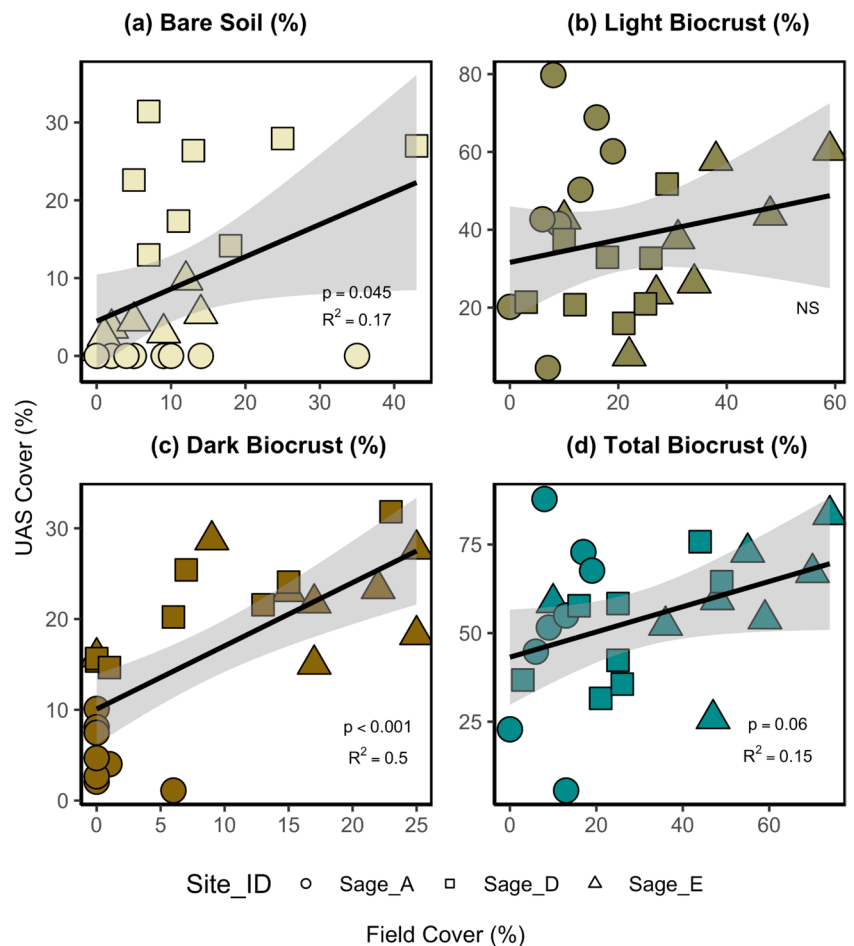 (a) Bare Soil (%)
(b) Light Biocrust (%)
30
20
10
0
p = 0.045
R² = 0.17
0
10
20
30
40
80
60
40
20
NS
0
20
40
60
(c) Dark Biocrust (%)
(d) Total Biocrust (%)
UAS Cover (%)
30
20
10
0
p < 0.001
R² = 0.5
0
5
10
15
20
25
75
50
25
p = 0.06
R² = 0.15
0
20
40
60
Site_ID Sage_A Sage_D Sage_E
Field Cover (%)